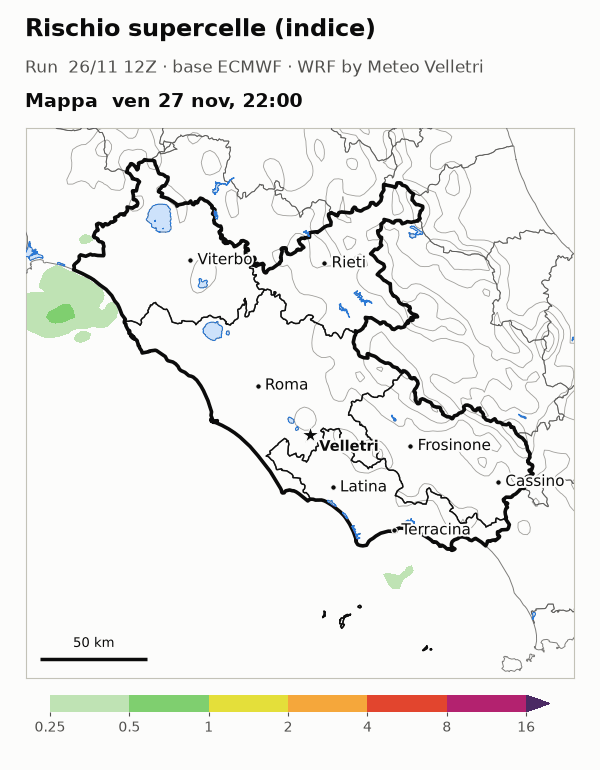 Rischio supercelle (indice)
Run  26/11 12Z · base ECMWF · WRF by Meteo Velletri
Mappa  ven 27 nov, 22:00
Viterbo
Rieti
Roma
Velletri
Frosinone
Cassino
Latina
Terracina
50 km
0.25 0.5 1 2 4 8 16